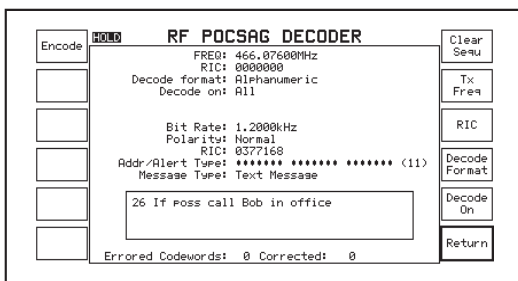 HOLD RF POCSAG DECODER
Encode
FREQ: 466.07600MHz
RIC: 0000000
Decode format: Alphanumeric
Decode on: All
Bit Rate: 1.2000kHz
Polarity: Normal
RIC: 0377168
Addr/Alert Type: ♦♦♦♦♦♦♦ ♦♦♦♦♦♦♦ ♦♦♦♦♦♦♦ (11)
Message Type: Text Message
26 If poss call Bob in office
Errored Codewords: 0 Corrected: 0
Clear
Sequ
Tx
Freq
RIC
Decode
Format
Decode
On
Return